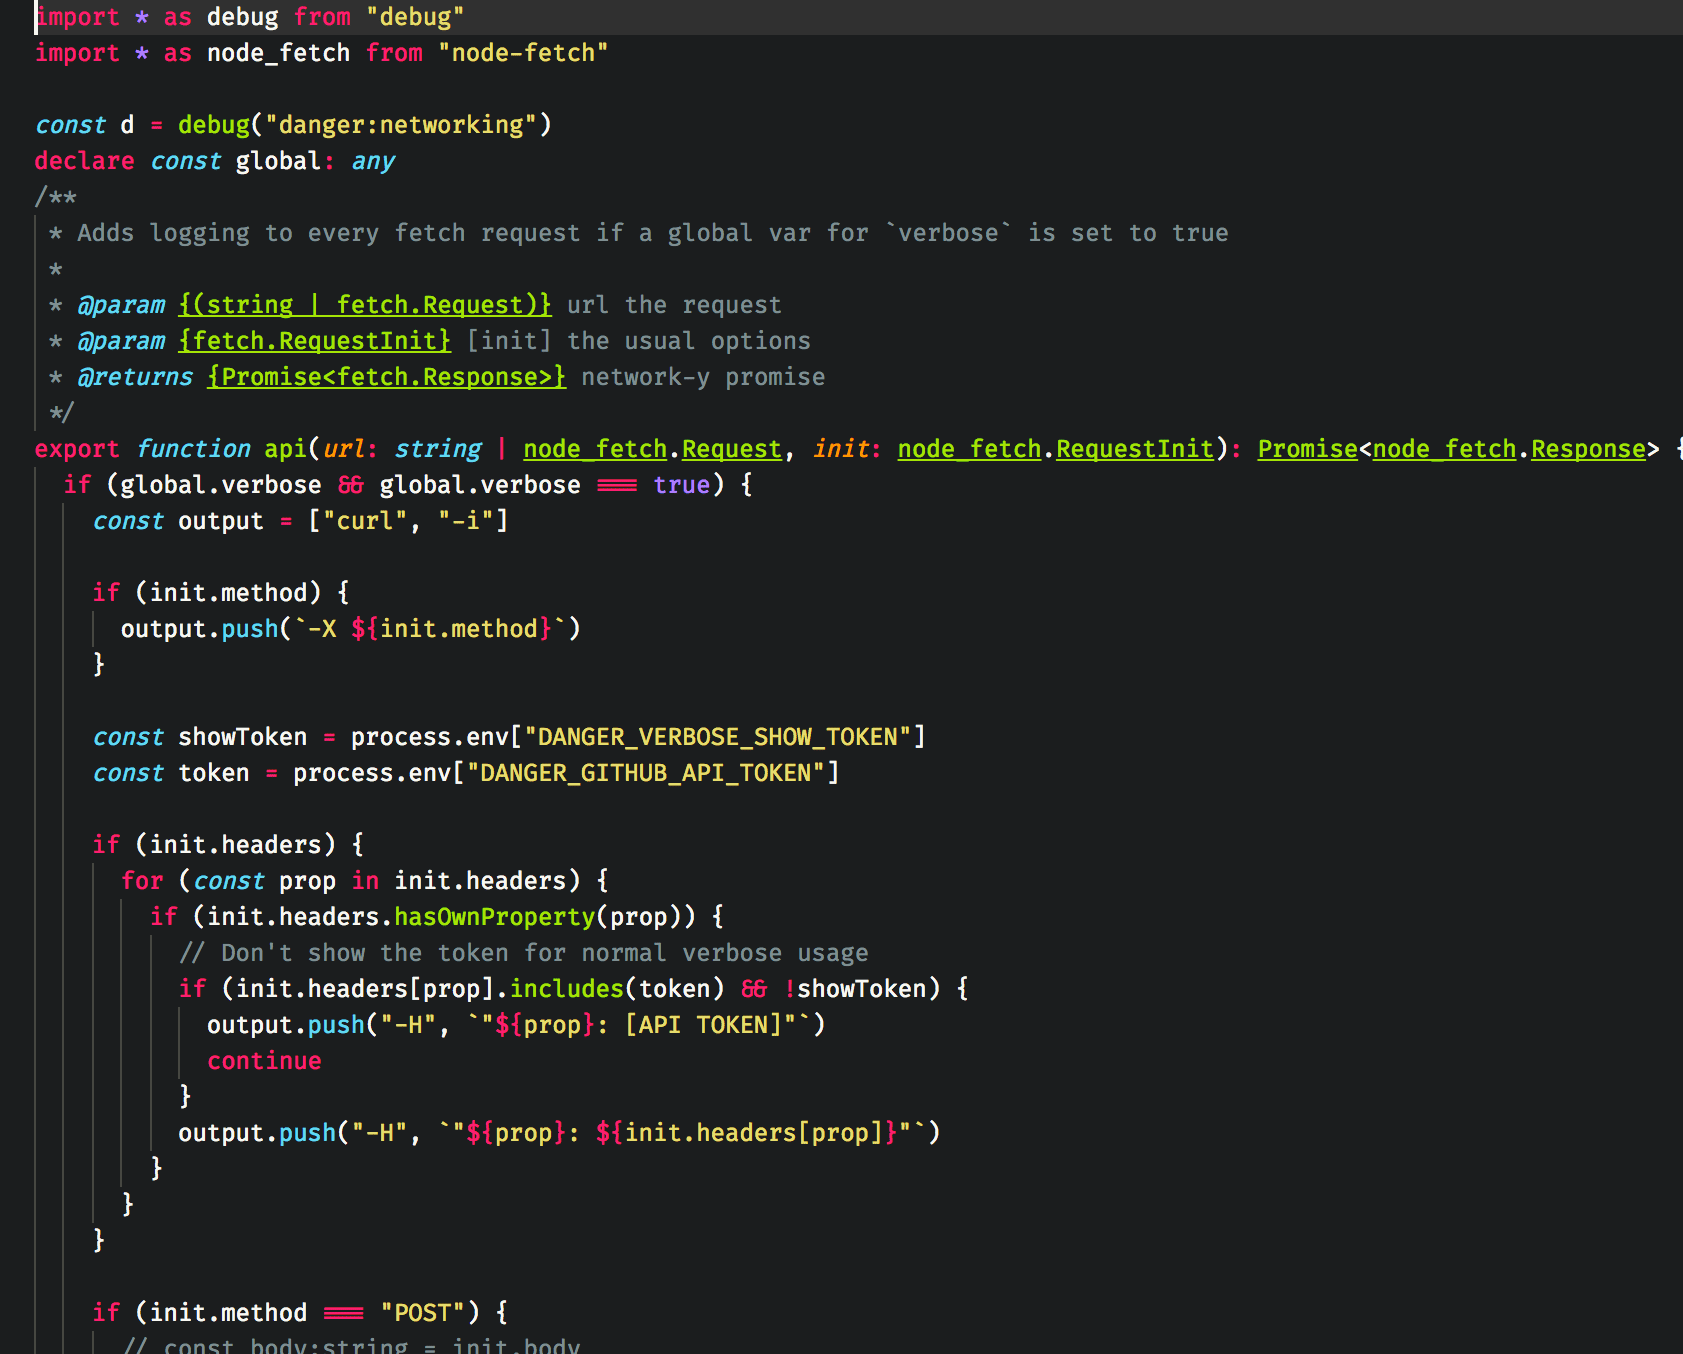 import * as debug from "debug"
import * as node_fetch from "node-fetch"

const d = debug("danger:networking")
declare const global: any
/**
 * Adds logging to every fetch request if a global var for `verbose` is set to true
 *
 * @param {(string | fetch.Request)} url the request
 * @param {fetch.RequestInit} [init] the usual options
 * @returns {Promise<fetch.Response>} network-y promise
 */
export function api(url: string | node_fetch.Request, init: node_fetch.RequestInit): Promise<node_fetch.Response> {
  if (global.verbose && global.verbose === true) {
    const output = ["curl", "-i"]

    if (init.method) {
      output.push(`-X ${init.method}`)
    }

    const showToken = process.env["DANGER_VERBOSE_SHOW_TOKEN"]
    const token = process.env["DANGER_GITHUB_API_TOKEN"]

    if (init.headers) {
      for (const prop in init.headers) {
        if (init.headers.hasOwnProperty(prop)) {
          // Don't show the token for normal verbose usage
          if (init.headers[prop].includes(token) && !showToken) {
            output.push("-H", `"${prop}: [API TOKEN]"`)
            continue
          }
          output.push("-H", `"${prop}: ${init.headers[prop]}"`)
        }
      }
    }

    if (init.method === "POST") {
      // const body:string = init.body